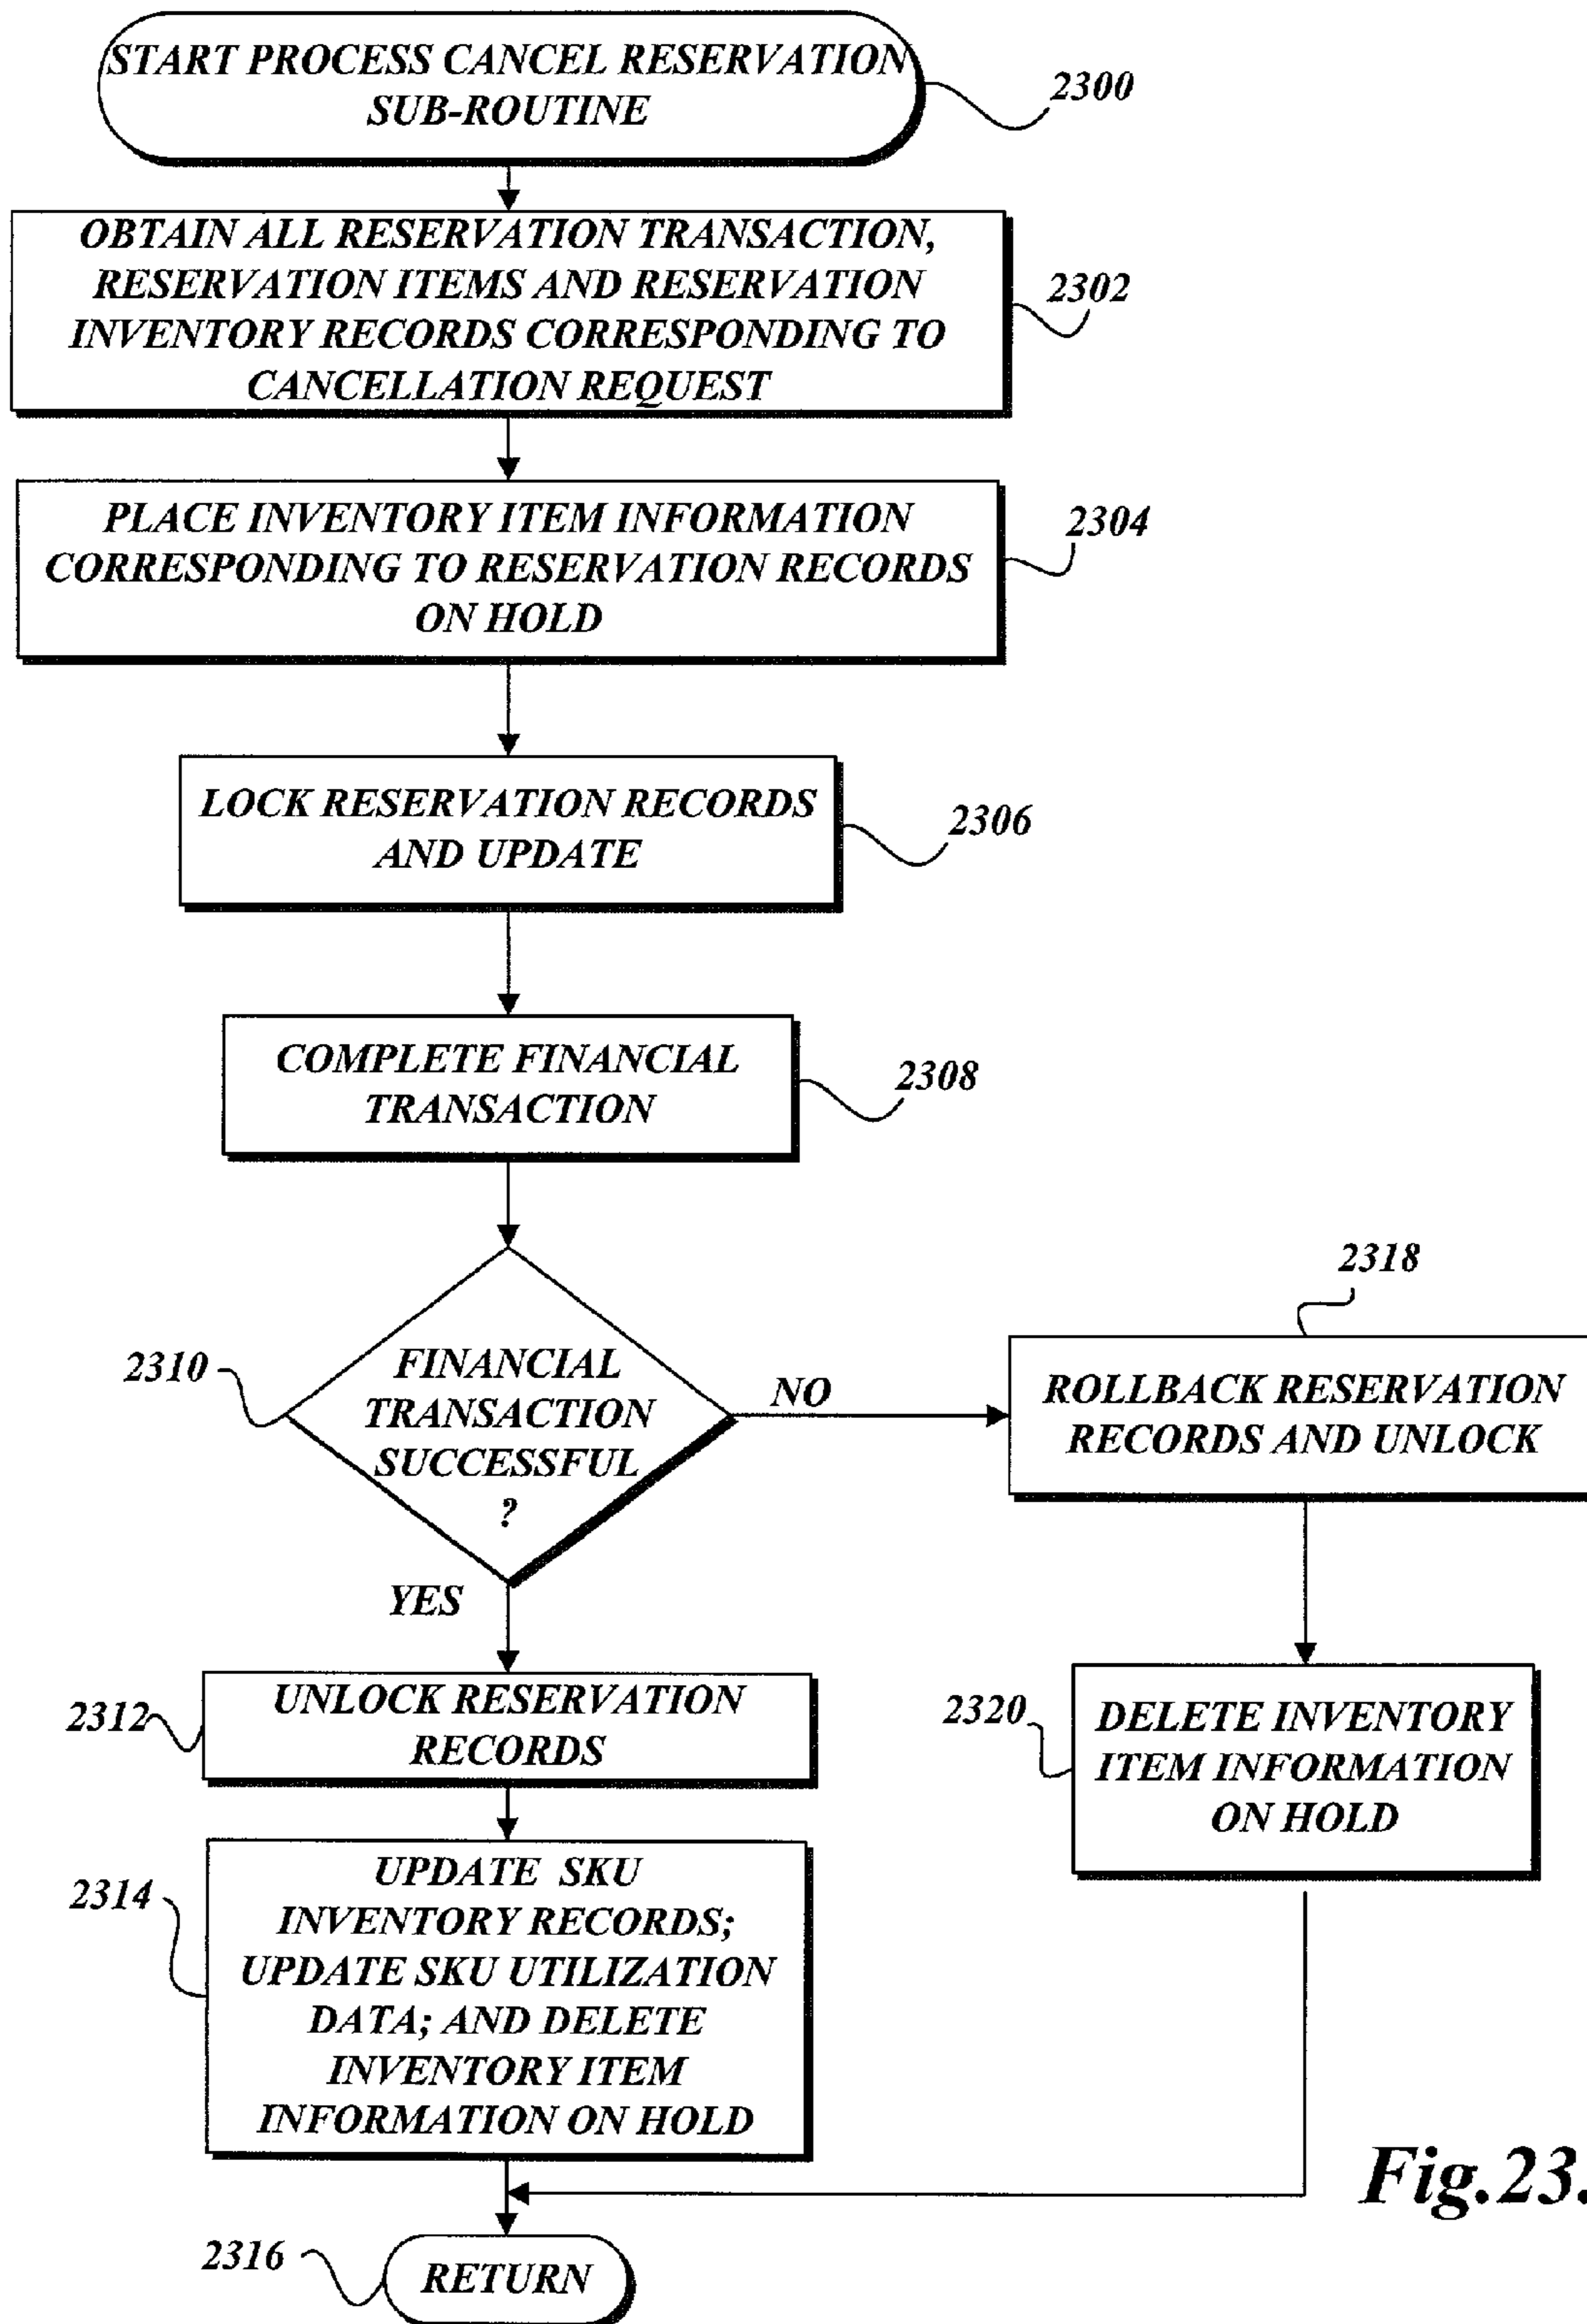 START PROCESS CANCEL RESERVATION
SUB-ROUTINE
2300
OBTAIN ALL RESERVATION TRANSACTION,
RESERVATION ITEMS AND RESERVATION
INVENTORY RECORDS CORRESPONDING TO
CANCELLATION REQUEST
2302
PLACE INVENTORY ITEM INFORMATION
CORRESPONDING TO RESERVATION RECORDS
ON HOLD
2304
LOCK RESERVATION RECORDS
AND UPDATE
2306
COMPLETE FINANCIAL
TRANSACTION
2308
2310
FINANCIAL
TRANSACTION
SUCCESSFUL
?
NO
YES
2318
ROLLBACK RESERVATION
RECORDS AND UNLOCK
2312
UNLOCK RESERVATION
RECORDS
2320
DELETE INVENTORY
ITEM INFORMATION
ON HOLD
2314
UPDATE SKU
INVENTORY RECORDS;
UPDATE SKU UTILIZATION
DATA; AND DELETE
INVENTORY ITEM
INFORMATION ON HOLD
2316
RETURN
Fig.23.